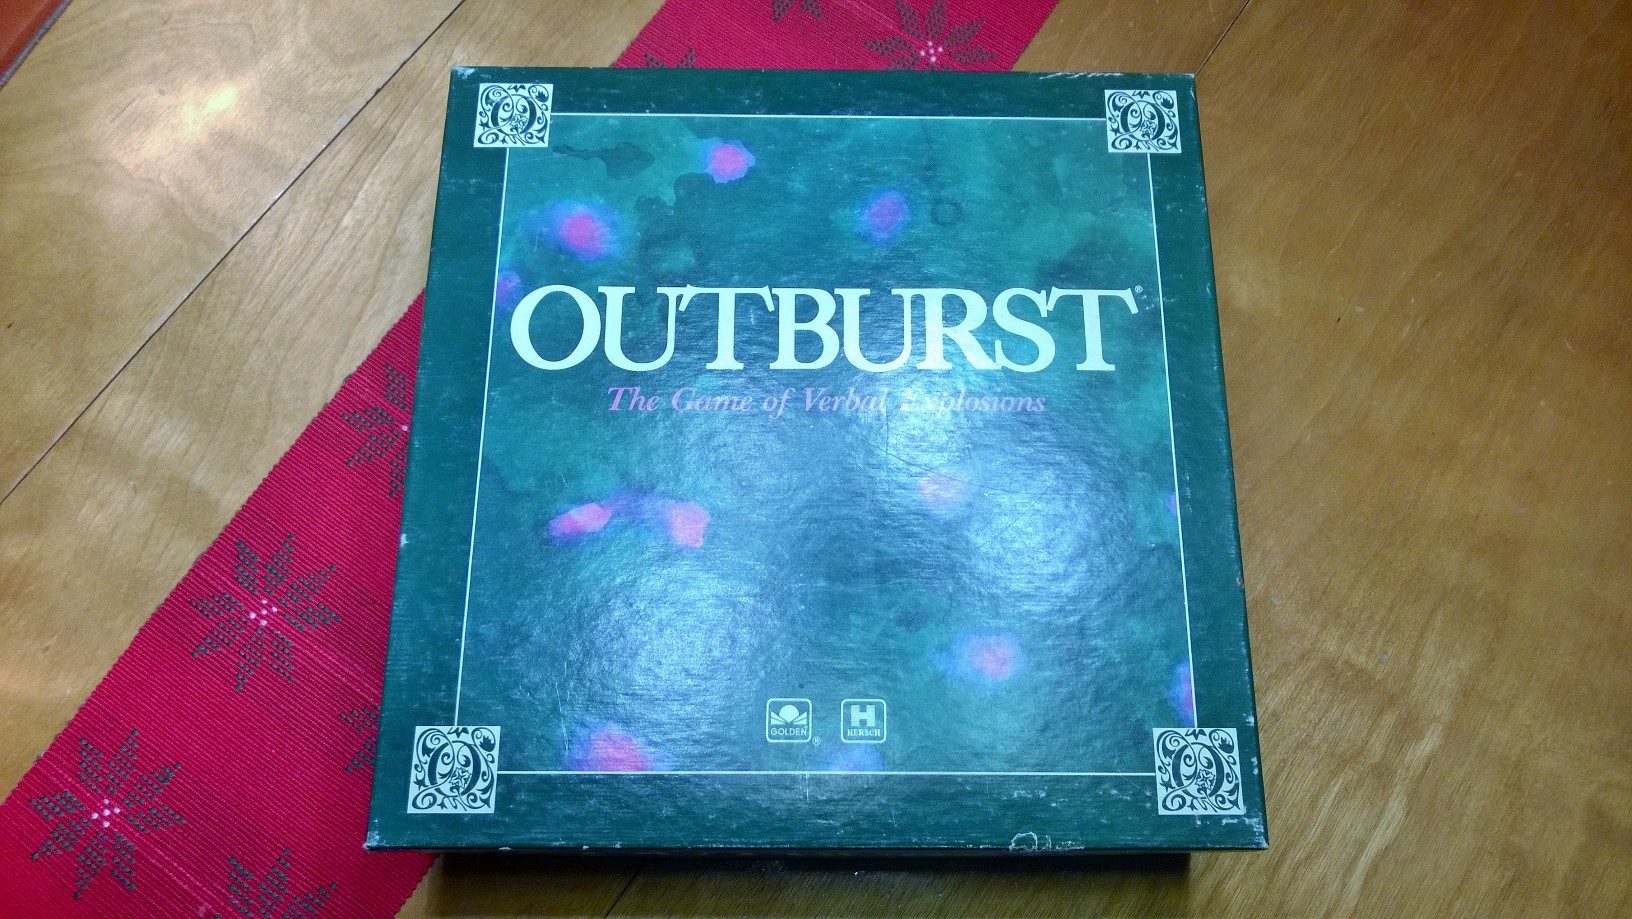 OUTBURST®
The Game of Verbal Explosions
GOLDEN®
H
HERSCH